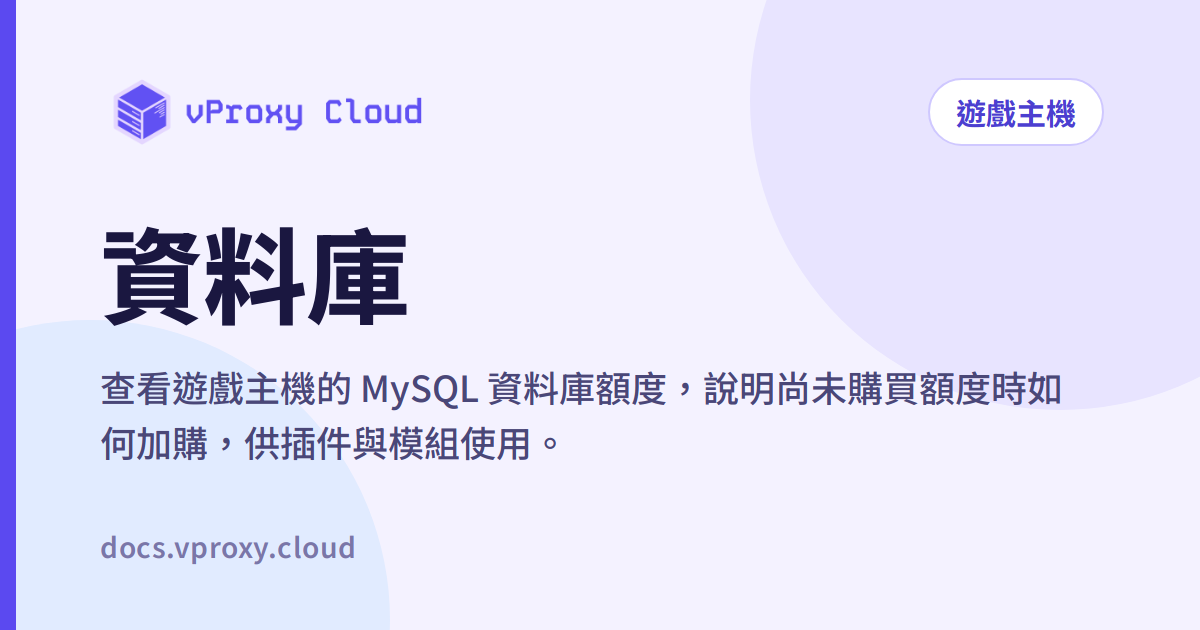 vProxy Cloud
遊戲主機
資料庫
查看遊戲主機的 MySQL 資料庫額度，說明尚未購買額度時如
何加購，供插件與模組使用。
docs.vproxy.cloud